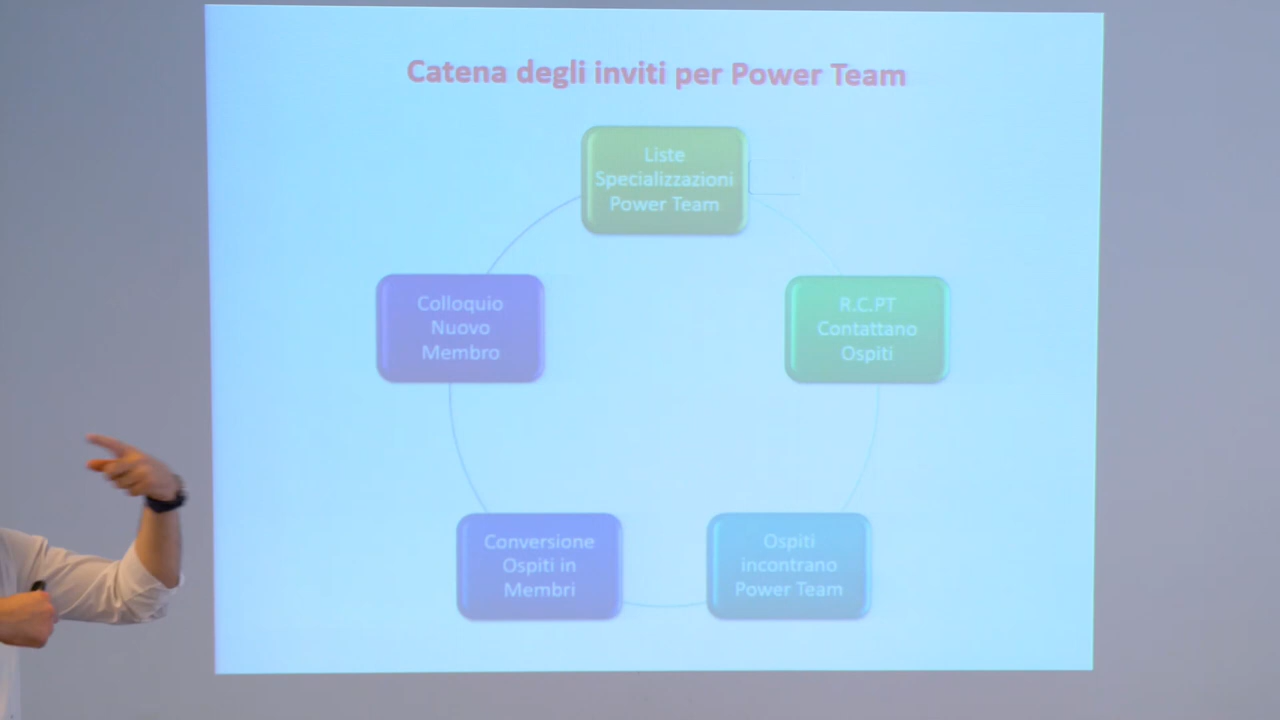 Catena degli inviti per Power Team
Liste
Specializzazioni
Power Team
Colloquio
Nuovo
Membro
R.C.PT
Contattano
Ospiti
Conversione
Ospiti in
Membri
Ospiti
incontrano
Power Team